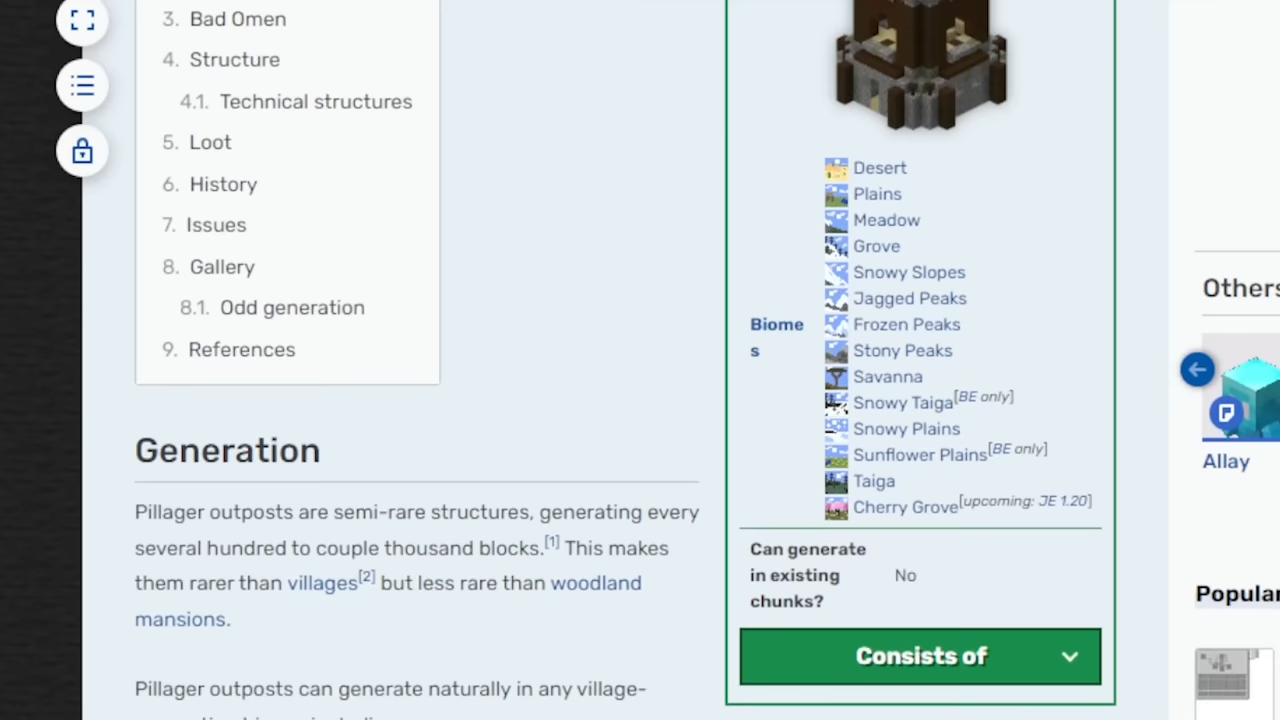 3. Bad Omen
4. Structure
4.1. Technical structures
5. Loot
6. History
7. Issues
8. Gallery
8.1. Odd generation
9. References
Generation
Pillager outposts are semi-rare structures, generating every
several hundred to couple thousand blocks.[1] This makes
them rarer than villages[2] but less rare than woodland
mansions.
Pillager outposts can generate naturally in any village-
Biome
s
Desert
Plains
Meadow
Grove
Snowy Slopes
Jagged Peaks
Frozen Peaks
Stony Peaks
Savanna
Snowy Taiga[BE only]
Snowy Plains
Sunflower Plains[BE only]
Taiga
Cherry Grove[upcoming: JE 1.20]
Can generate
in existing
chunks?
No
Consists of
Others
Allay
Popular